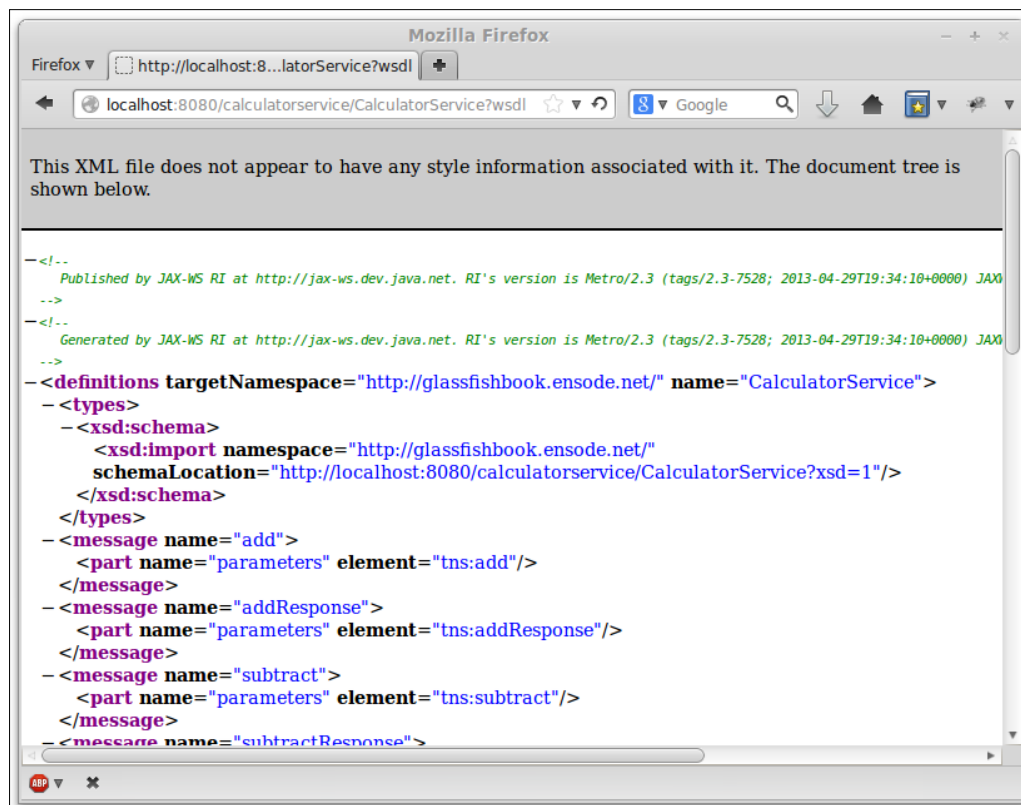 Mozilla Firefox
Firefox
http://localhost:8...latorService?wsdl
localhost:8080/calculatorservice/CalculatorService?wsdl
8 Google
This XML file does not appear to have any style information associated with it. The document tree is
shown below.
−<!--
Published by JAX-WS RI at http://jax-ws.dev.java.net. RI's version is Metro/2.3 (tags/2.3-7528; 2013-04-29T19:34:10+0000)
-->
−<!--
Generated by JAX-WS RI at http://jax-ws.dev.java.net. RI's version is Metro/2.3 (tags/2.3-7528; 2013-04-29T19:34:10+0000)
-->
−<definitions targetNamespace="http://glassfishbook.ensode.net/" name="CalculatorService">
−<types>
−<xsd:schema>
<xsd:import namespace="http://glassfishbook.ensode.net/"
schemaLocation="http://localhost:8080/calculatorservice/CalculatorService?xsd=1"/>
</xsd:schema>
</types>
−<message name="add">
<part name="parameters" element="tns:add"/>
</message>
−<message name="addResponse">
<part name="parameters" element="tns:addResponse"/>
</message>
−<message name="subtract">
<part name="parameters" element="tns:subtract"/>
</message>
−<message name="subtractResponse">
ABP